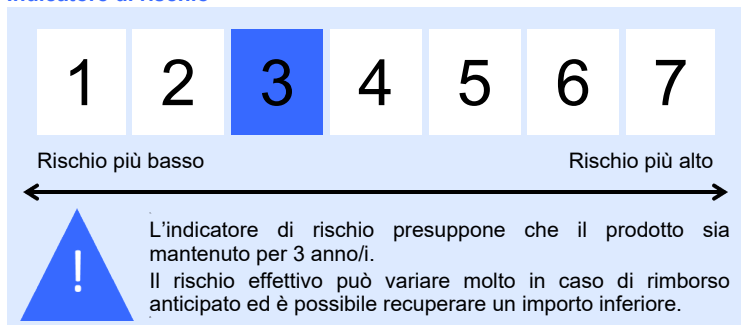 Indicatore di rischio
1 2 3 4 5 6 7
Rischio più basso Rischio più alto
!
L'indicatore di rischio presuppone che il prodotto sia
mantenuto per 3 anno/i.
Il rischio effettivo può variare molto in caso di rimborso
anticipato ed è possibile recuperare un importo inferiore.